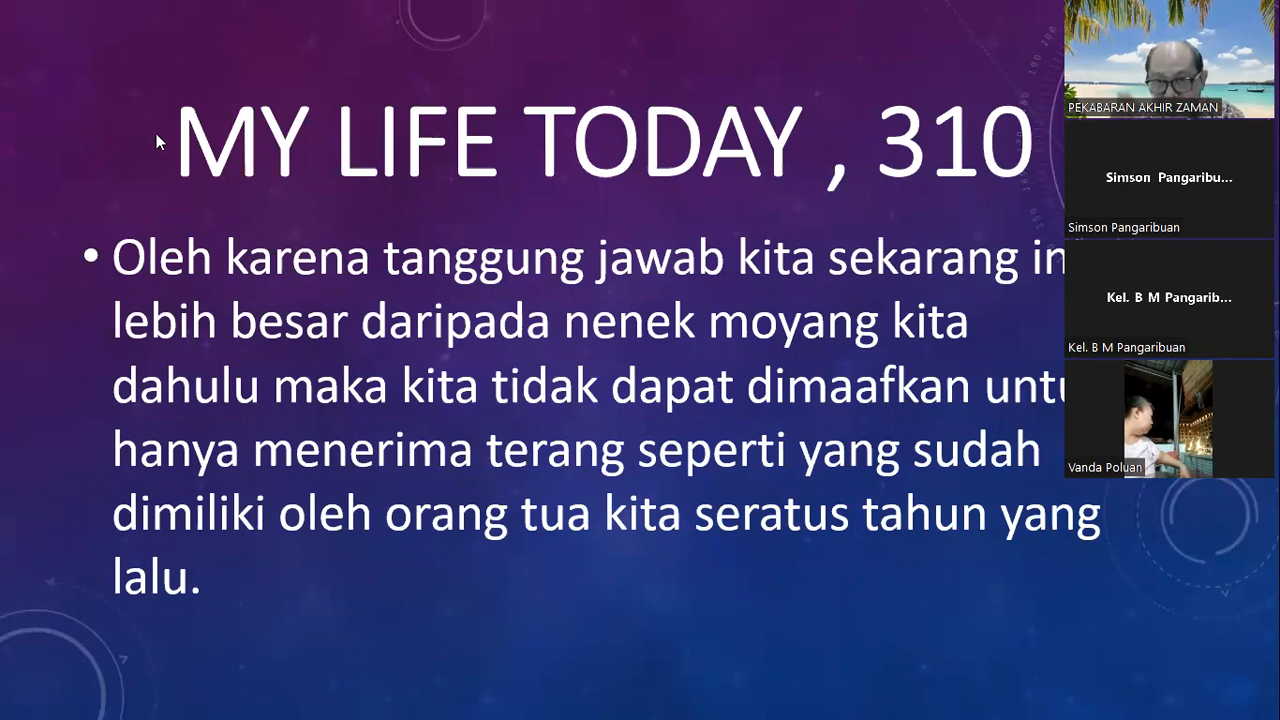 MY LIFE TODAY , 310
• Oleh karena tanggung jawab kita sekarang
lebih besar daripada nenek moyang kita
dahulu maka kita tidak dapat dimaafkan
hanya menerima terang seperti yang sudah
dimiliki oleh orang tua kita seratus tahun yang
lalu.
PEKABARAN AKHIR ZAMAN
Simson Pangaribu...
Simson Pangaribuan
Kel. B M Pangarib...
Kel. B M Pangaribuan
Vanda Poluan